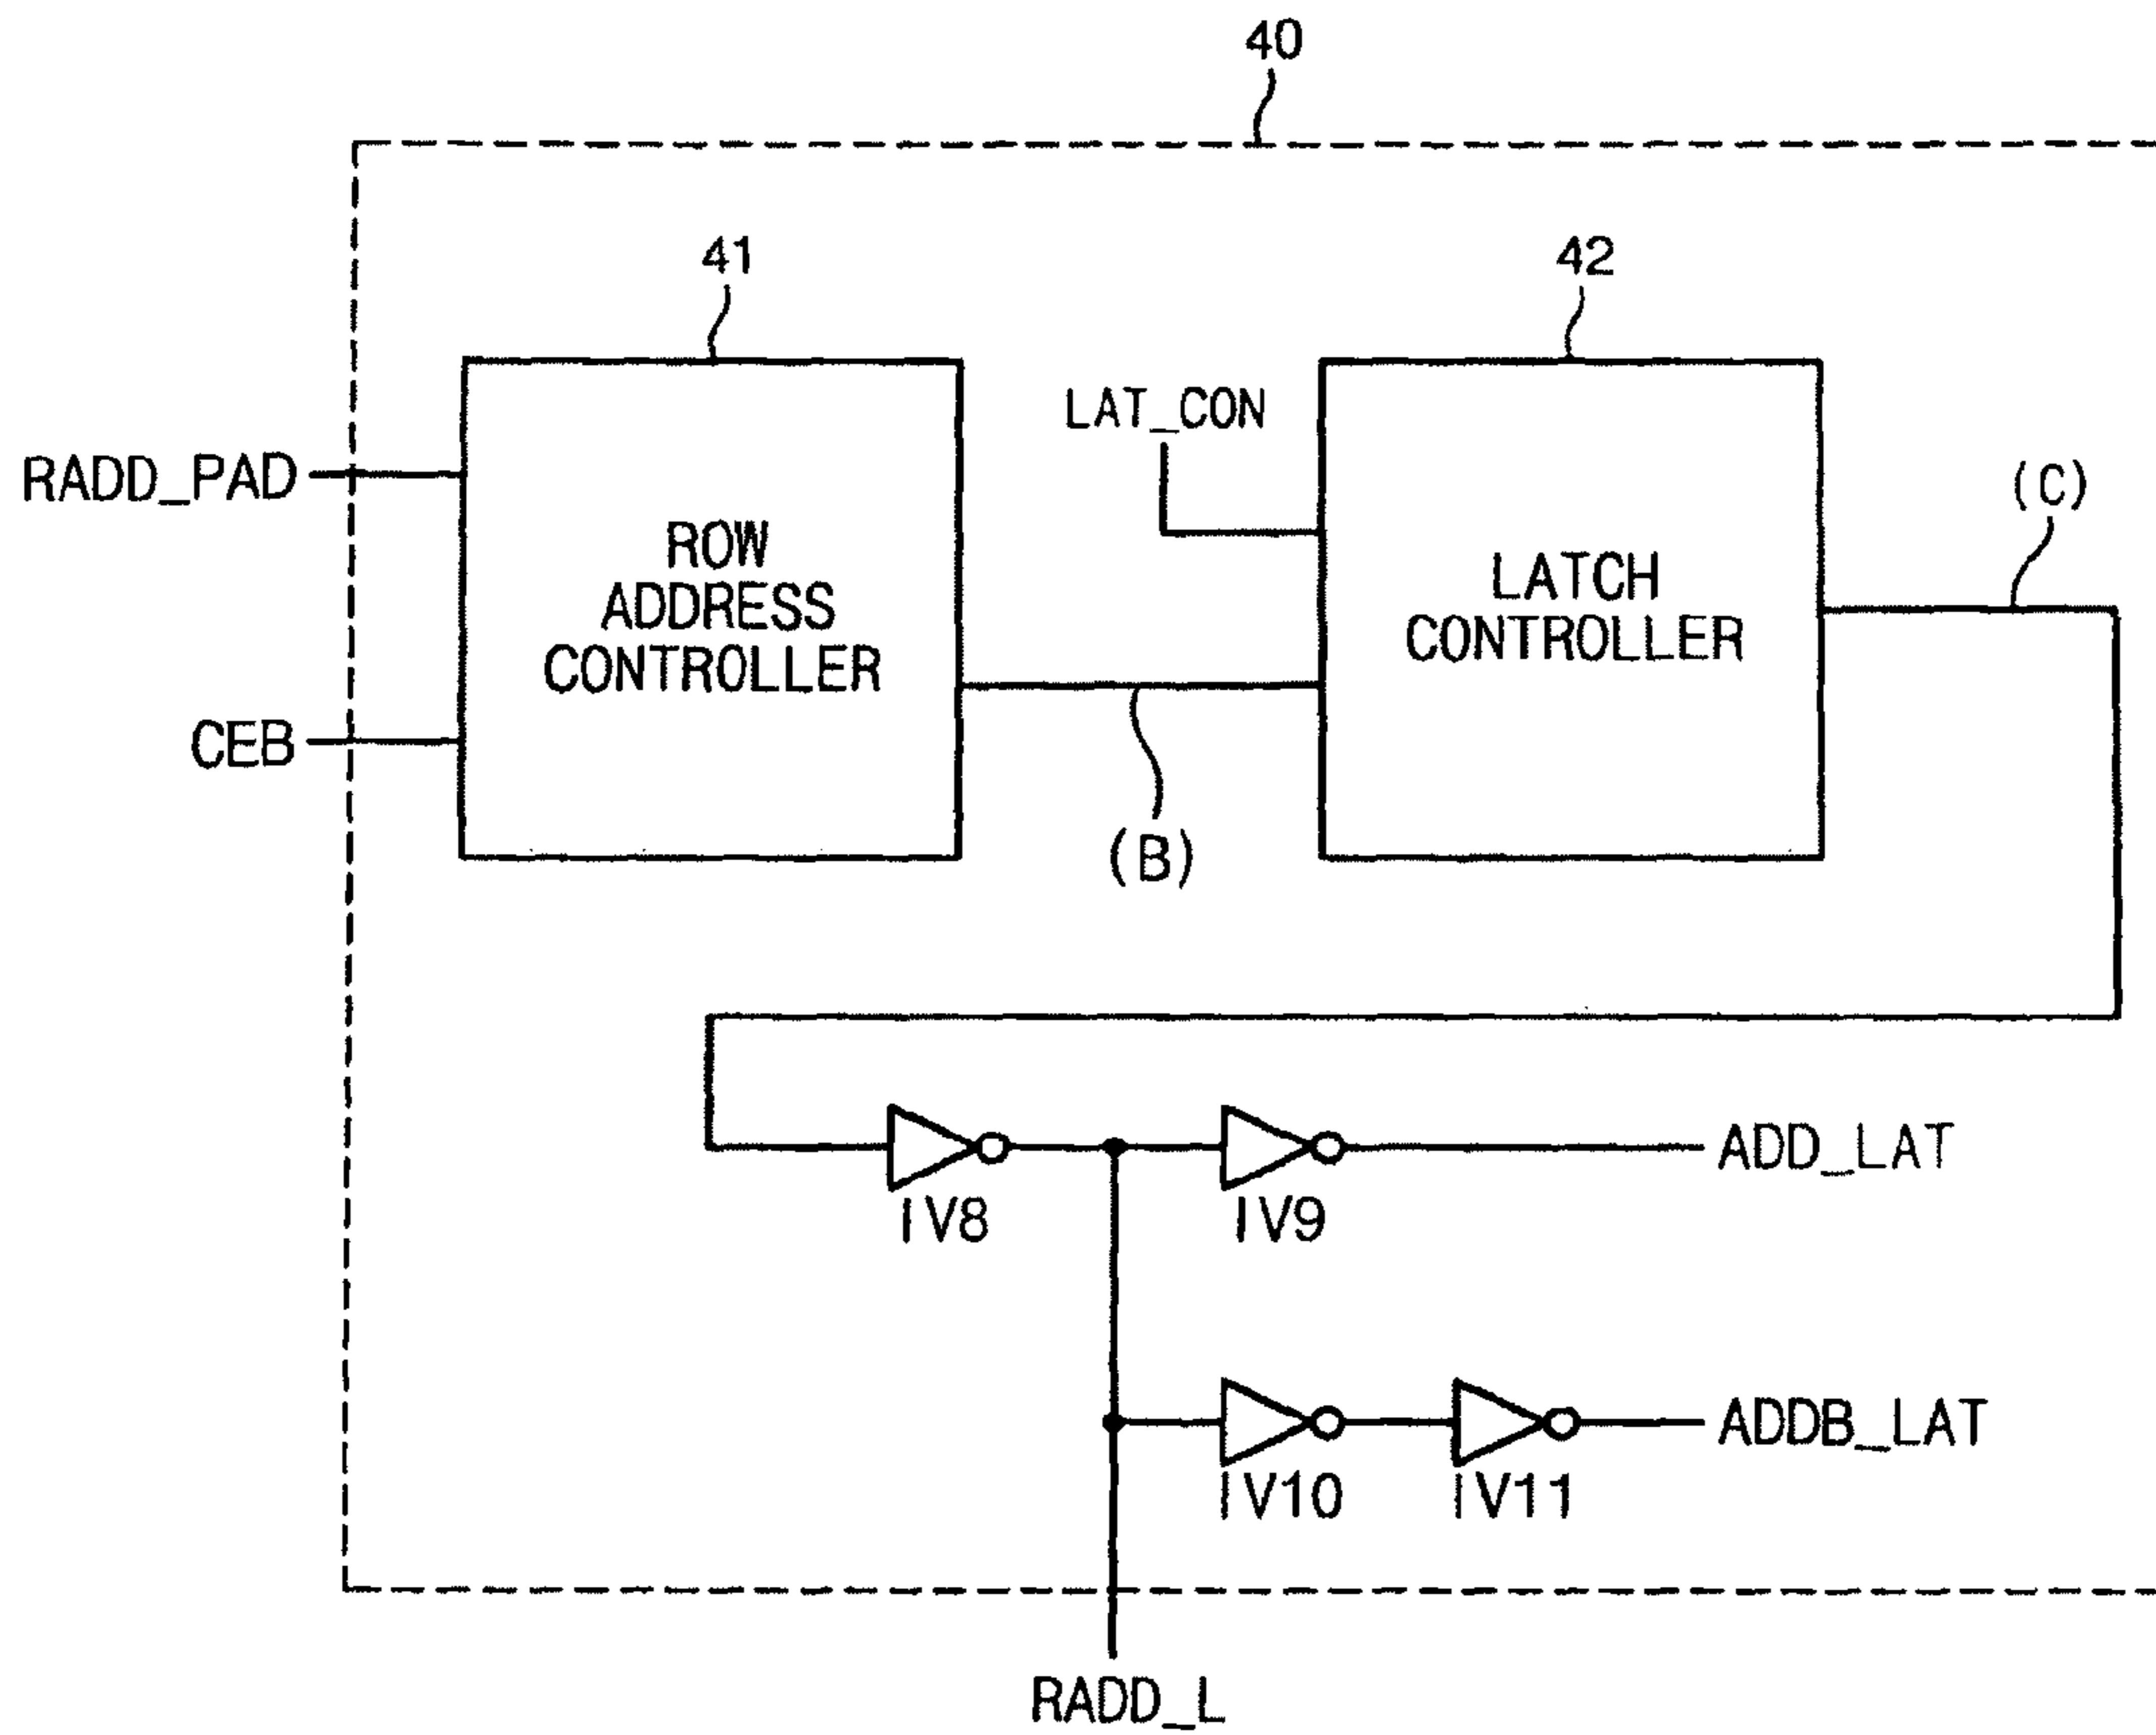 40
41
42
LAT_CON
RADD_PAD
(C)
ROW
ADDRESS
CONTROLLER
LATCH
CONTROLLER
CEB
(B)
ADD_LAT
IV8
IV9
ADDB_LAT
IV10
IV11
RADD_L